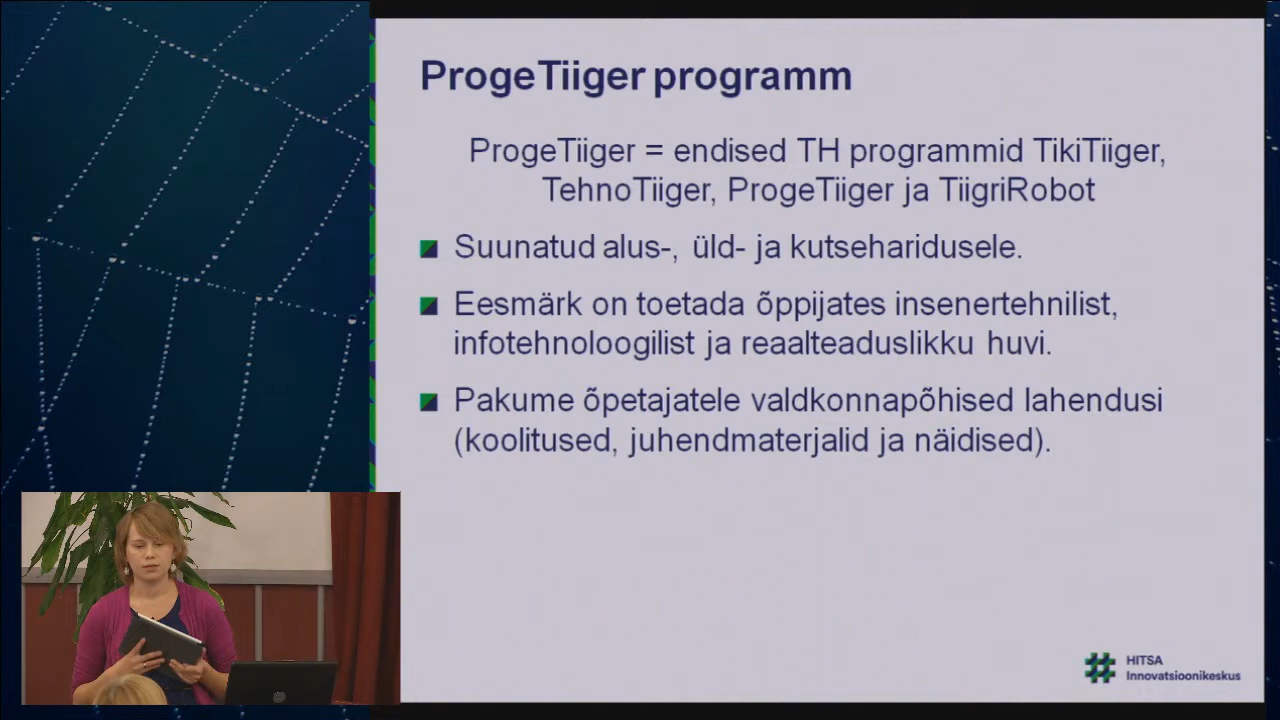 ProgeTiiger programm
ProgeTiiger = endised TH programmid TikiTiiger,
TehnoTiiger, ProgeTiiger ja TiigriRobot
Suunatud alus-, üld- ja kutseharidusele.
Eesmärk on toetada õppijates insenertehnilist,
infotehnoloogilist ja reaalteaduslikku huvi.
Pakume õpetajatele valdkonnapõhised lahendusi
(koolitused, juhendmaterjalid ja näidised).
HITSA
Innovatsioonikeskus